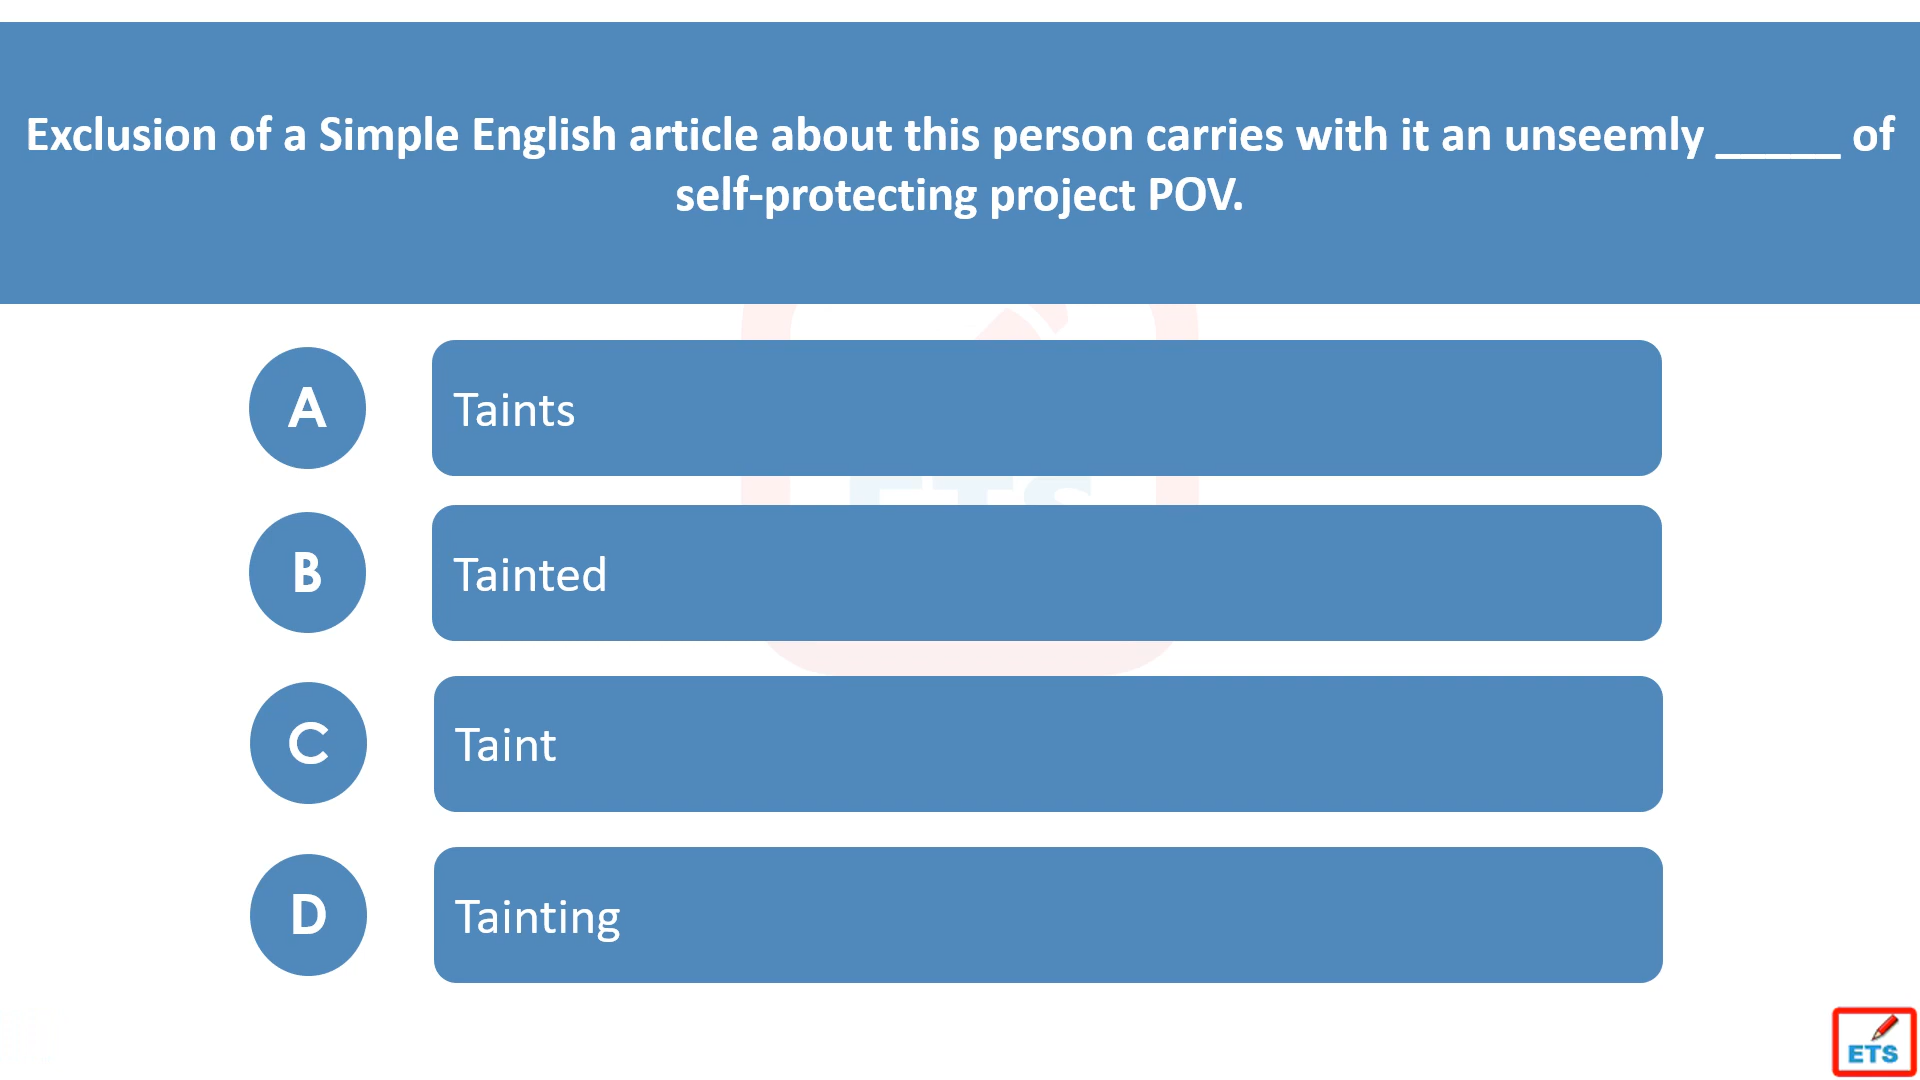 Exclusion of a Simple English article about this person carries with it an unseemly _____ of
self-protecting project POV.
A
Taints
ETS
B
Tainted
C
Taint
D
Tainting
ETS